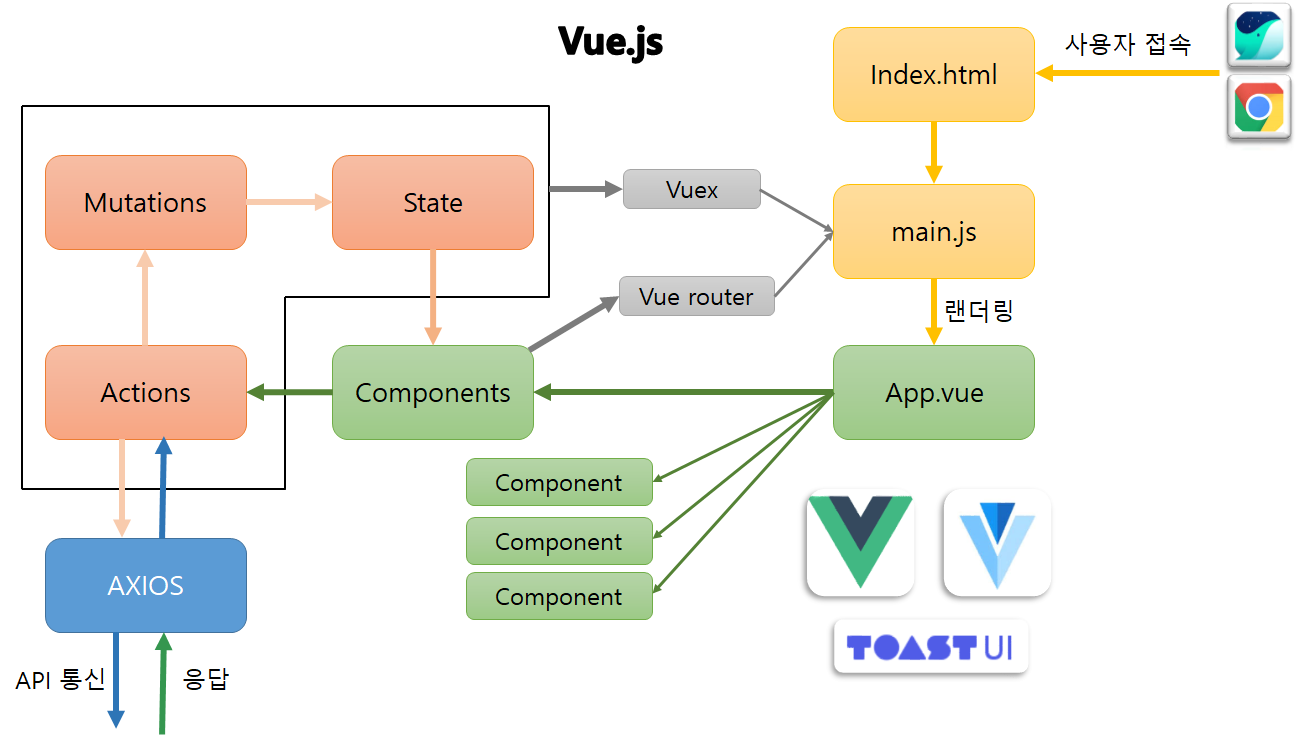 Vue.js
Index.html
사용자 접속
Mutations
State
Vuex
main.js
Vue router
랜더링
Actions
Components
App.vue
Component
Component
Component
AXIOS
TOAST UI
API 통신
응답